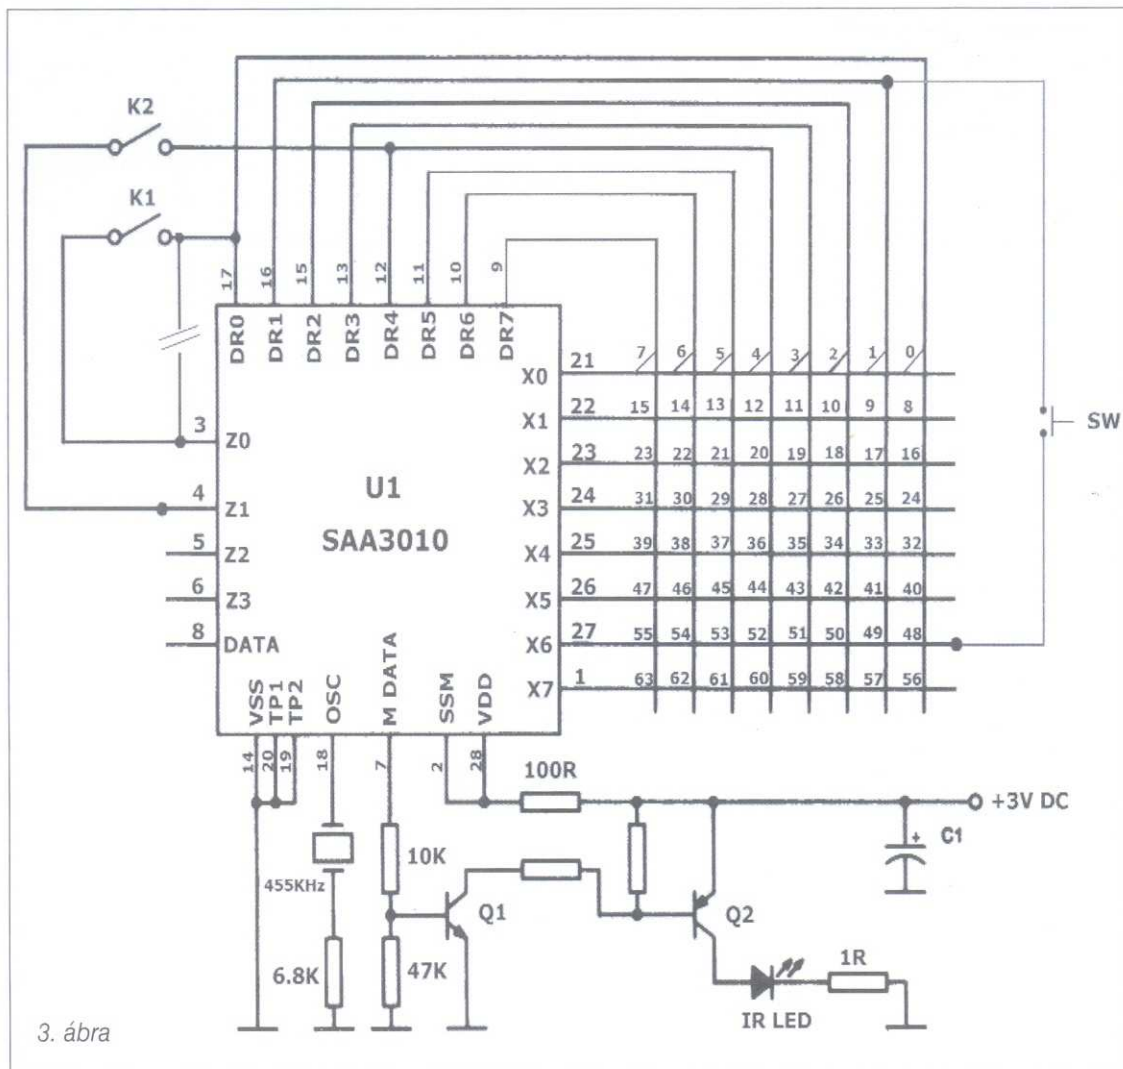 K2
K1
17 16 15 13 12 11 10 9
DR0 DR1 DR2 DR3 DR4 DR5 DR6 DR7
7 6 5 4 3 2 1 0
X0 21
15 14 13 12 11 10 9 8
X1 22
SW
3 Z0
23 22 21 20 19 18 17 16
X2 23
U1
4 Z1
31 30 29 28 27 26 25 24
X3 24
SAA3010
5 Z2
39 38 37 36 35 34 33 32
X4 25
6 Z3
47 46 45 44 43 42 41 40
X5 26
8 DATA
55 54 53 52 51 50 49 48
X6 27
63 62 61 60 59 58 57 56
X7 1
VSS TP1 TP2 OSC M DATA SSM VDD
14 20 19 18 7 2 28
100R
+3V DC
C1
+
10K
455KHz
Q1
Q2
6.8K
47K
1R
IR LED
3. ábra